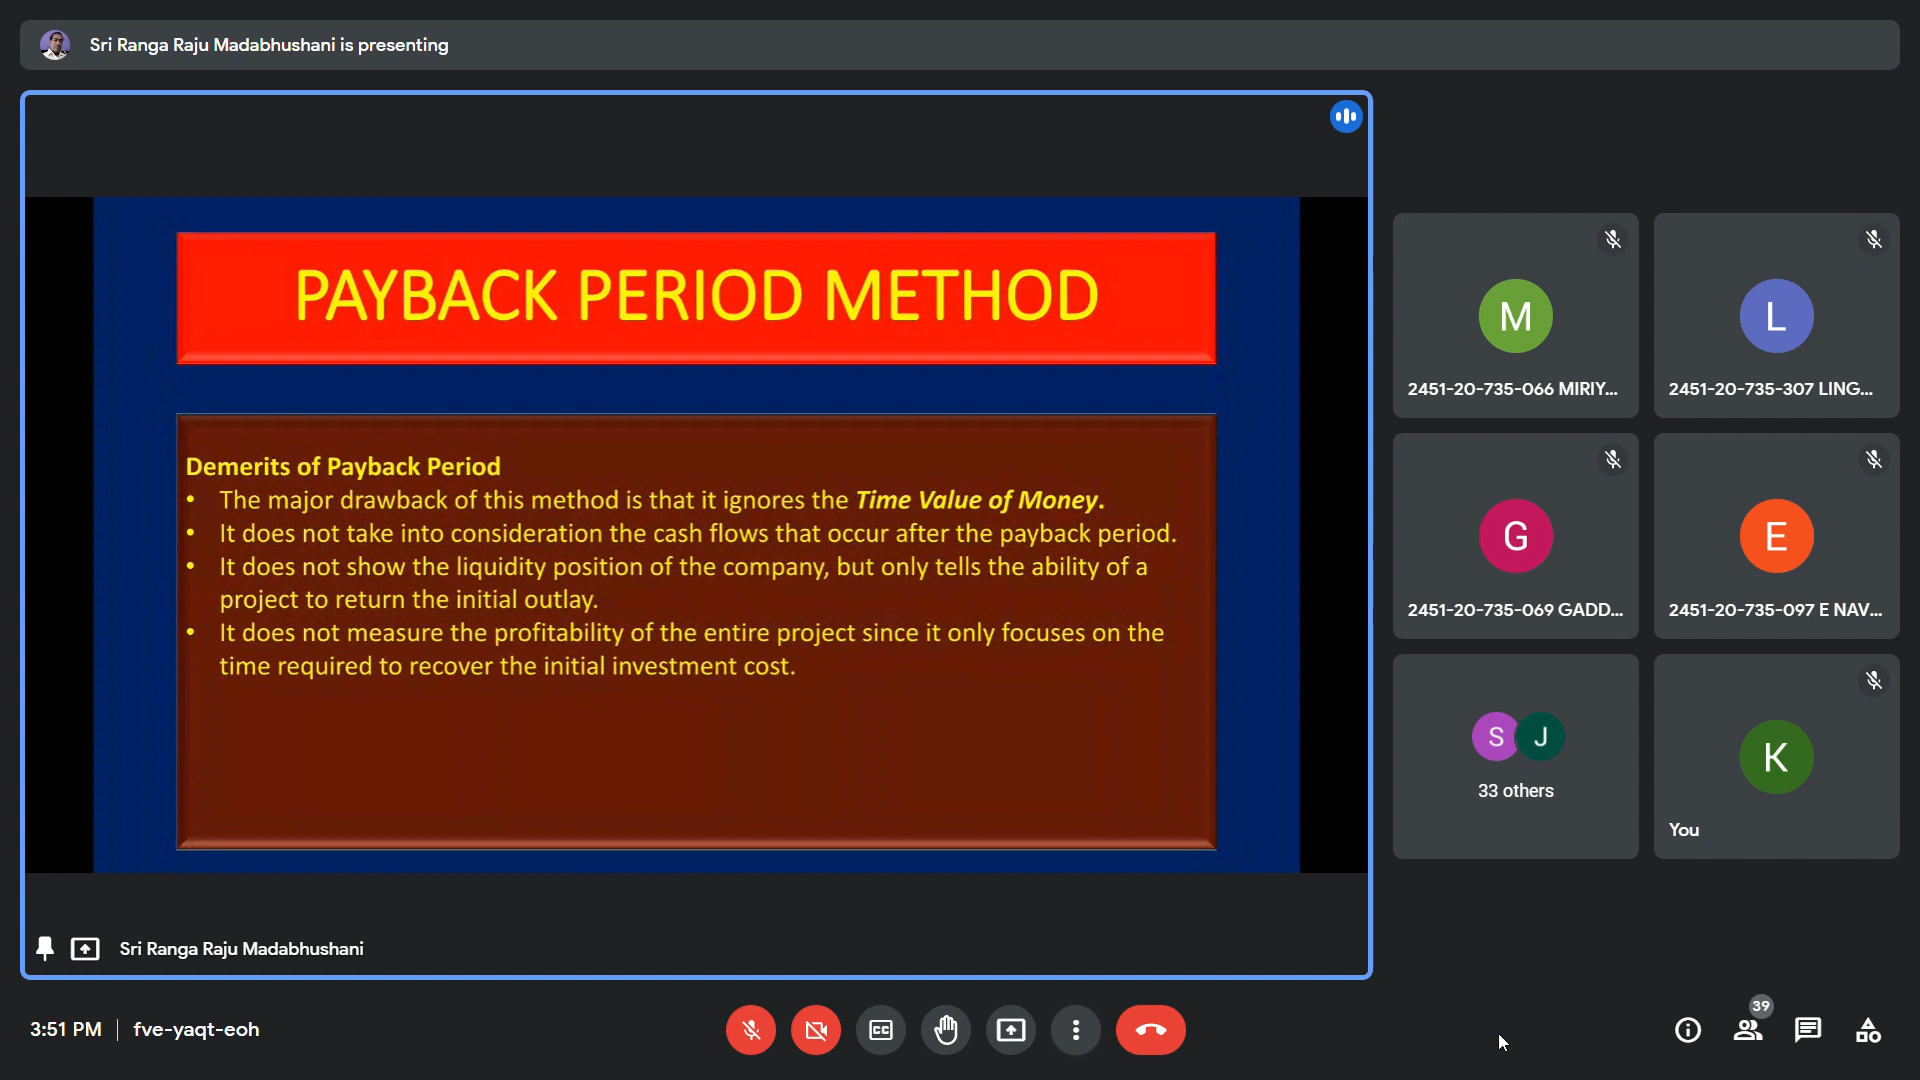 Sri Ranga Raju Madabhushani is presenting
PAYBACK PERIOD METHOD
Demerits of Payback Period
• The major drawback of this method is that it ignores the Time Value of Money.
• It does not take into consideration the cash flows that occur after the payback period.
• It does not show the liquidity position of the company, but only tells the ability of a
project to return the initial outlay.
• It does not measure the profitability of the entire project since it only focuses on the
time required to recover the initial investment cost.
Sri Ranga Raju Madabhushani
M
2451-20-735-066 MIRIY...
L
2451-20-735-307 LING...
G
2451-20-735-069 GADD...
E
2451-20-735-097 E NAV...
S J
33 others
K
You
3:51 PM | fve-yaqt-eoh
CC
39